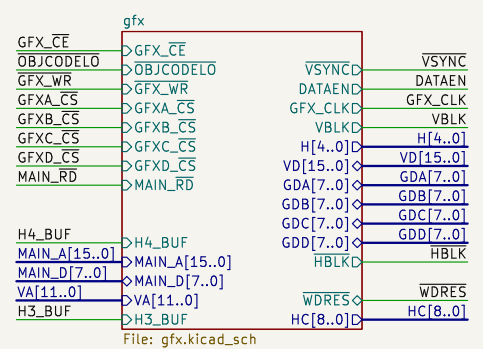 gfx
GFX_CE GFX_CE
OBJCODELO OBJCODELO VSYNC VSYNC
GFX_WR GFX_WR DATAEN DATAEN
GFXA_CS GFXA_CS GFX_CLK GFX_CLK
GFXB_CS GFXB_CS VBLK VBLK
GFXC_CS GFXC_CS H[4..0] H[4..0]
GFXD_CS GFXD_CS VD[15..0] VD[15..0]
MAIN_RD MAIN_RD GDA[7..0] GDA[7..0]
GDB[7..0] GDB[7..0]
GDC[7..0] GDC[7..0]
H4_BUF H4_BUF GDD[7..0] GDD[7..0]
MAIN_A[15..0] MAIN_A[15..0] HBLK HBLK
MAIN_D[7..0] MAIN_D[7..0]
VA[11..0] VA[11..0] WDRES WDRES
H3_BUF H3_BUF HC[8..0] HC[8..0]
File: gfx.kicad_sch